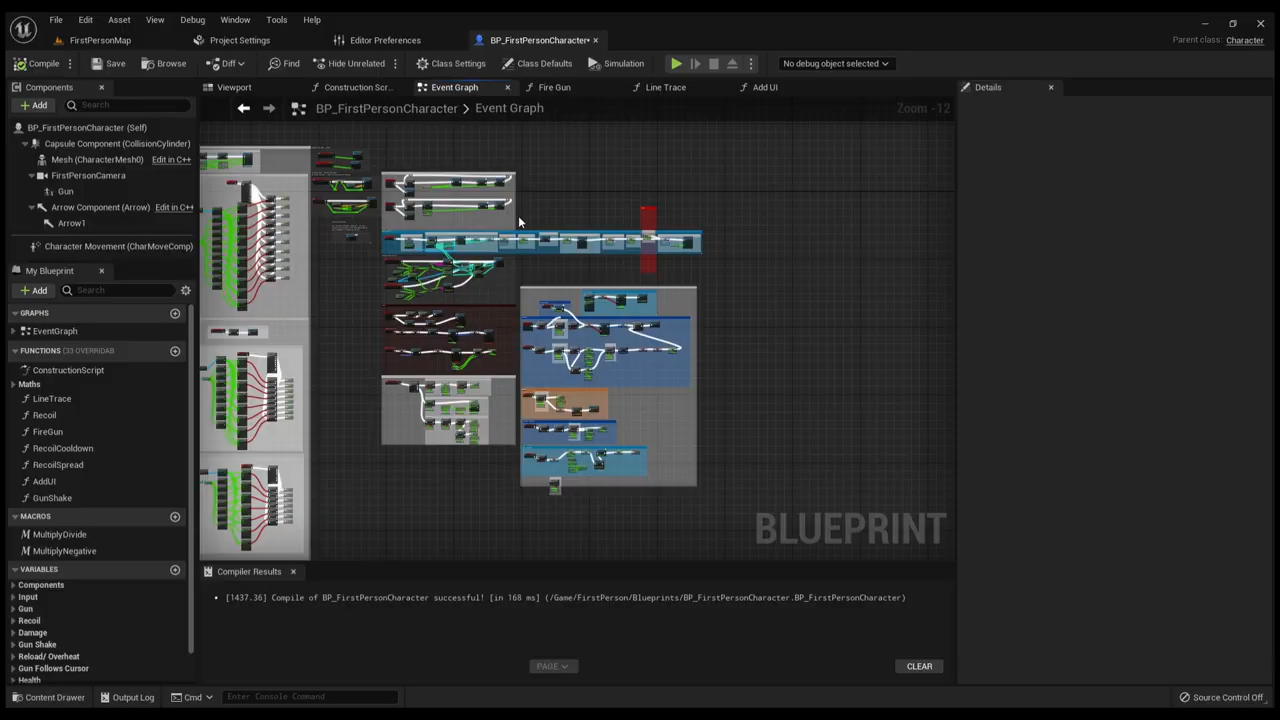 File Edit Asset View Debug Window Tools Help
FirstPersonMap Project Settings Editor Preferences BP_FirstPersonCharacter• Parent class: Character
Compile Save Browse Diff Find Hide Unrelated Class Settings Class Defaults Simulation No debug object selected
Components Viewport Construction Scr... Event Graph Fire Gun Line Trace Add UI Details
Add Search BP_FirstPersonCharacter > Event Graph Zoom -12
BP_FirstPersonCharacter (Self)
Capsule Component (CollisionCylinder)
Mesh (CharacterMesh0) Edit in C++
FirstPersonCamera
Gun
Arrow Component (Arrow) Edit in C++
Arrow1
Character Movement (CharMoveComp)
My Blueprint
Add Search
GRAPHS
EventGraph
FUNCTIONS (33 OVERRIDAB
ConstructionScript
Maths
LineTrace
Recoil
FireGun
RecoilCooldown
RecoilSpread
AddUI
GunShake
MACROS
MultiplyDivide
MultiplyNegative
VARIABLES
Components
Input
Gun
Recoil
Damage
Gun Shake
Reload/ Overheat
Gun Follows Cursor
Health
BLUEPRINT
Compiler Results
• [1437.36] Compile of BP_FirstPersonCharacter successful! [in 168 ms] (/Game/FirstPerson/Blueprints/BP_FirstPersonCharacter.BP_FirstPersonCharacter)
PAGE CLEAR
Content Drawer Output Log Cmd Enter Console Command Source Control Off